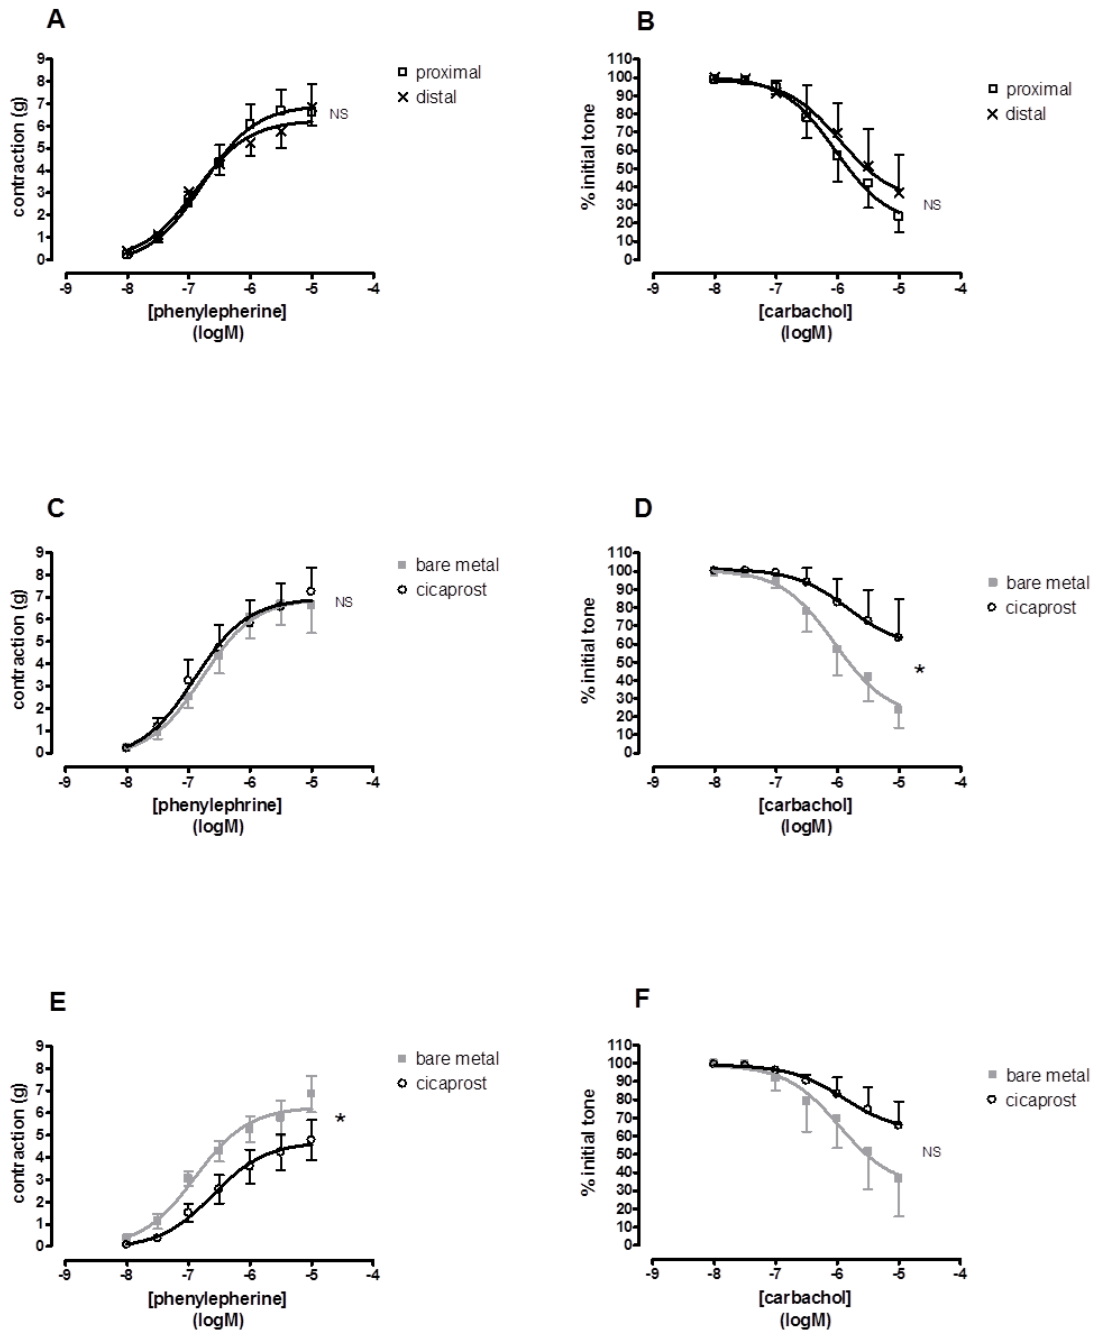 A
9
8
7
6
5
4
3
2
1
0
contraction (g)
-9 -8 -7 -6 -5 -4
[phenylepherine]
(logM)
proximal
distal
NS
B
110
100
90
80
70
60
50
40
30
20
10
0
% initial tone
-9 -8 -7 -6 -5 -4
[carbachol]
(logM)
proximal
distal
NS
C
9
8
7
6
5
4
3
2
1
0
contraction (g)
-9 -8 -7 -6 -5 -4
[phenylephrine]
(logM)
bare metal
cicaprost
NS
D
110
100
90
80
70
60
50
40
30
20
10
0
% initial tone
-9 -8 -7 -6 -5 -4
[carbachol]
(logM)
bare metal
cicaprost
*
E
9
8
7
6
5
4
3
2
1
0
contraction (g)
-9 -8 -7 -6 -5 -4
[phenylepherine]
(logM)
bare metal
cicaprost
*
F
110
100
90
80
70
60
50
40
30
20
10
0
% initial tone
-9 -8 -7 -6 -5 -4
[carbachol]
(logM)
bare metal
cicaprost
NS